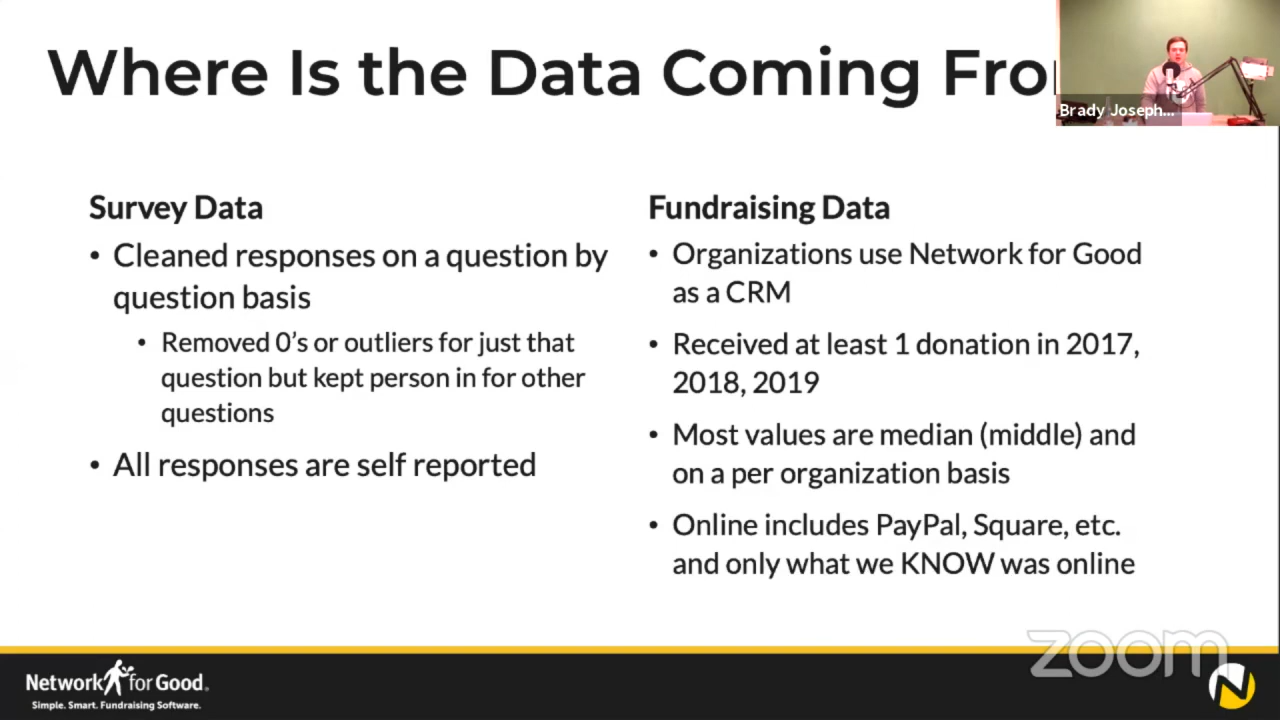 Where Is the Data Coming Fro
Brady Joseph...
Survey Data
• Cleaned responses on a question by
question basis
• Removed 0's or outliers for just that
question but kept person in for other
questions
• All responses are self reported
Fundraising Data
• Organizations use Network for Good
as a CRM
• Received at least 1 donation in 2017,
2018, 2019
• Most values are median (middle) and
on a per organization basis
• Online includes PayPal, Square, etc.
and only what we KNOW was online
zoom
Network for Good.
Simple. Smart. Fundraising Software.
N